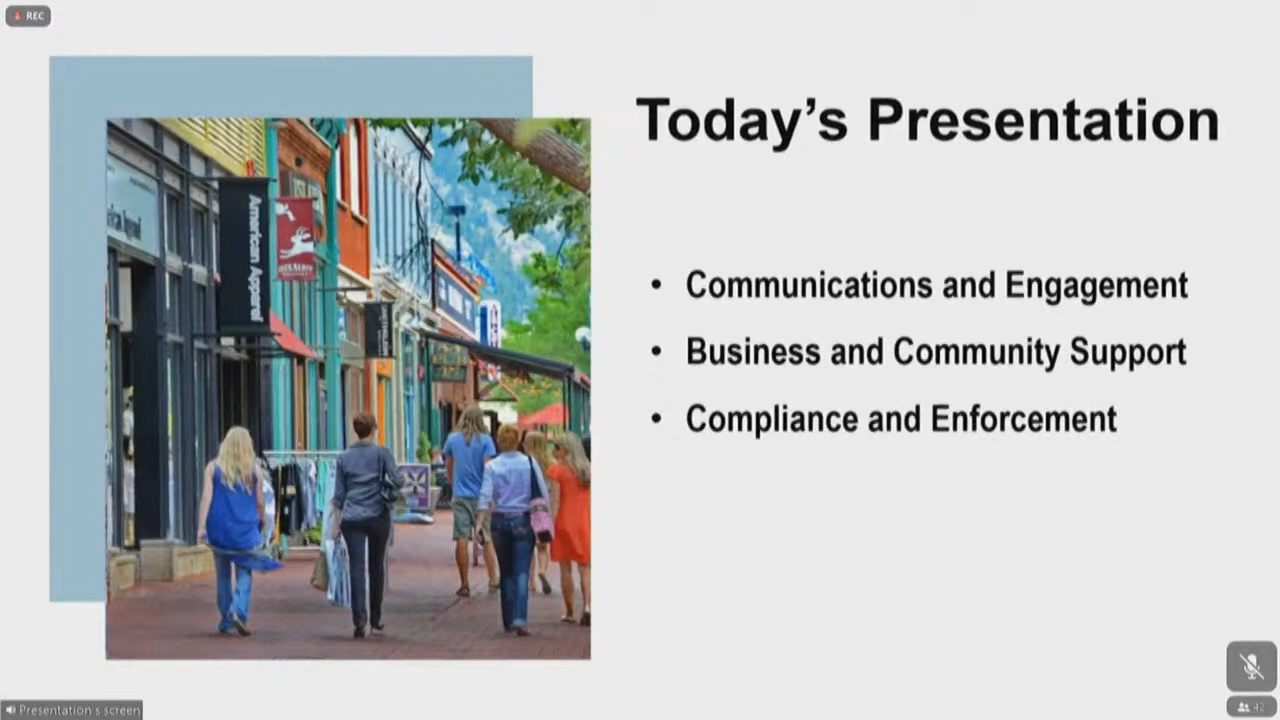 REC
Today's Presentation
• Communications and Engagement
• Business and Community Support
• Compliance and Enforcement
American Apparel
Presentation's screen
42